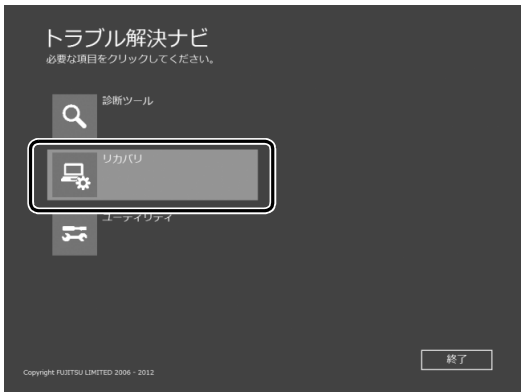 トラブル解決ナビ
必要な項目をクリックしてください。
診断ツール
リカバリ
ユーティリティ
終了
Copyright FUJITSU LIMITED 2006 - 2012